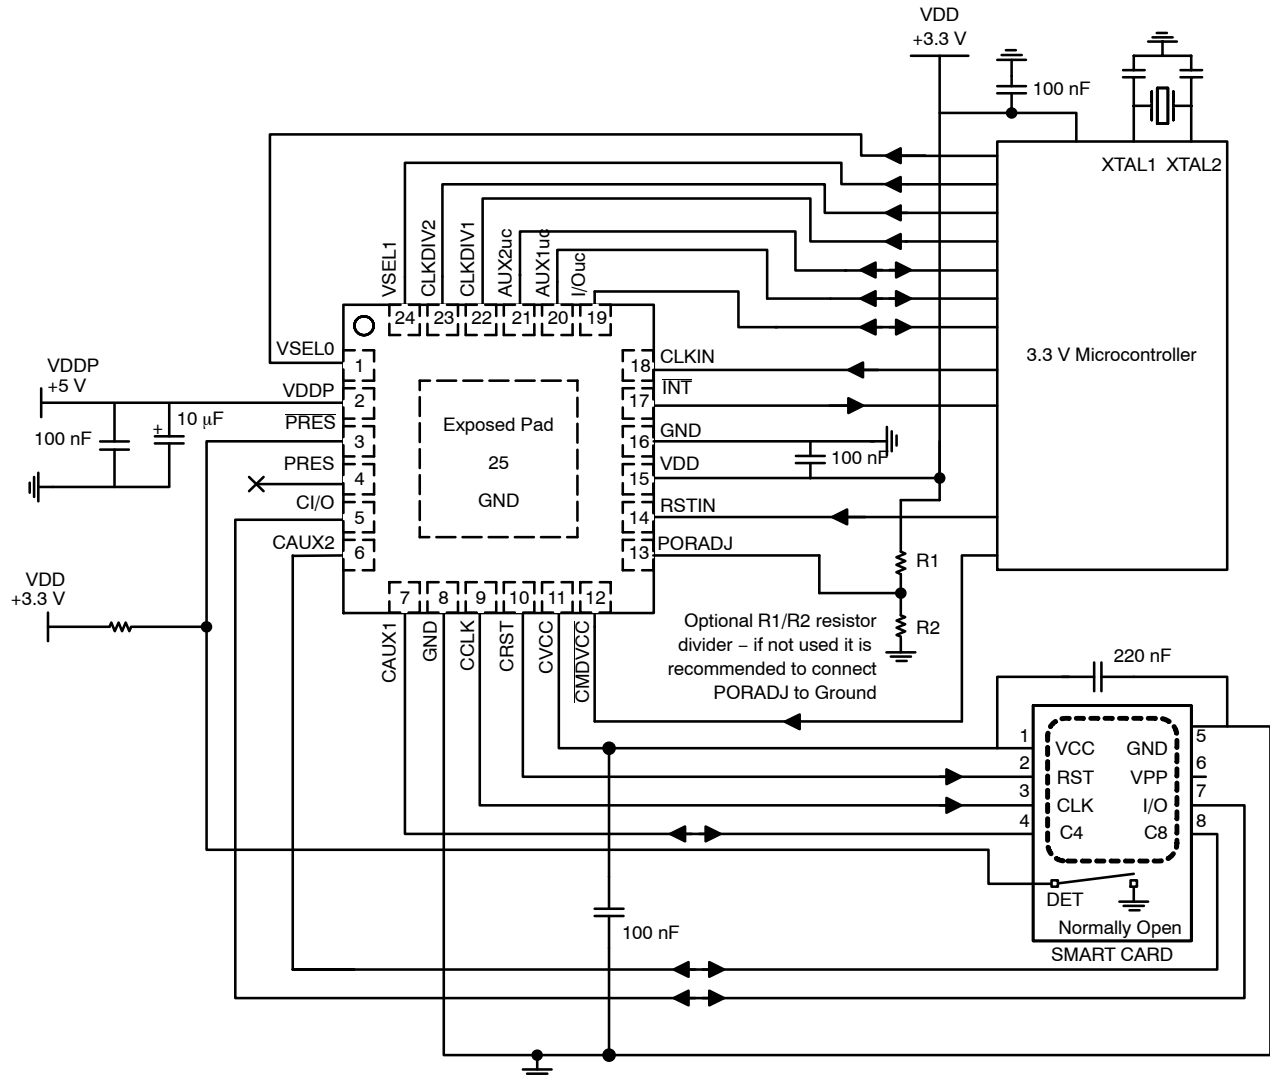 VDD
+3.3 V
100 nF
XTAL1 XTAL2
3.3 V Microcontroller
VSEL1
CLKDIV2
CLKDIV1
AUX2uc
AUX1uc
I/Ouc
24
23
22
21
20
19
VSEL0
1
VDDP
+5 V
VDDP
2
10 μF
100 nF
PRES
3
PRES
4
CI/O
5
CAUX2
6
Exposed Pad
25
GND
18
CLKIN
INT
17
GND
16
VDD
15
100 nF
RSTIN
14
PORADJ
13
R1
R2
VDD
+3.3 V
7
8
9
10
11
12
CAUX1
GND
CCLK
CRST
CVCC
CMDVCC
Optional R1/R2 resistor
divider – if not used it is
recommended to connect
PORADJ to Ground
220 nF
1
VCC
GND
5
2
RST
VPP
6
3
CLK
I/O
7
4
C4
C8
8
DET
Normally Open
SMART CARD
100 nF